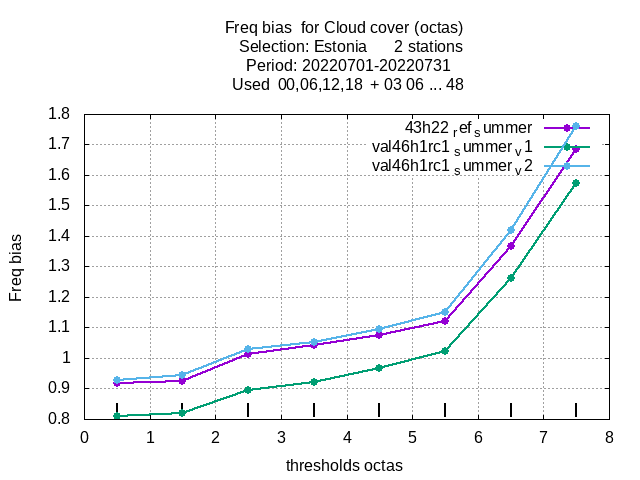 Freq bias  for Cloud cover (octas)
Selection: Estonia      2 stations
Period: 20220701-20220731
Used  00,06,12,18  + 03 06 ... 48
43h22 ref summer
val46h1rc1 summer v1
val46h1rc1 summer v2
Freq bias
1.8
1.7
1.6
1.5
1.4
1.3
1.2
1.1
1
0.9
0.8
0 1 2 3 4 5 6 7 8
thresholds octas